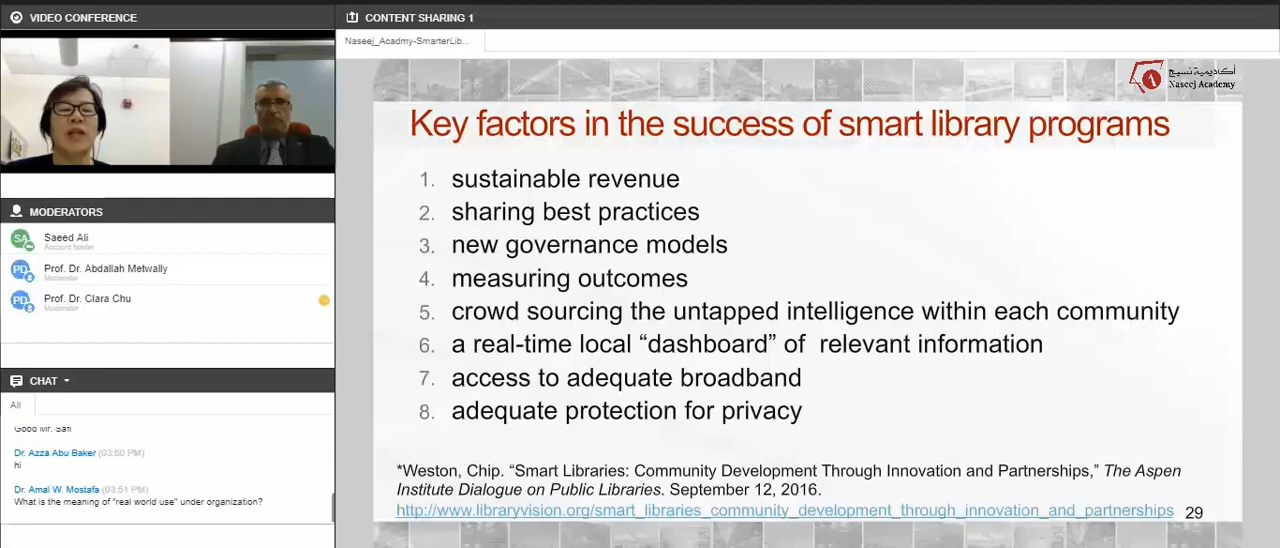 VIDEO CONFERENCE
MODERATORS
SA
Saeed Ali
Account holder
PD
Prof. Dr. Abdallah Metwally
Moderator
PD
Prof. Dr. Clara Chu
Moderator
CHAT
All
Good Mr. Safi
Dr. Azza Abu Baker (03:50 PM)
hi
Dr. Amal W. Mostafa (03:51 PM)
What is the meaning of "real world use" under organization?
CONTENT SHARING 1
Naseej_Acadmy-SmarterLib...
أكاديمية نسيج
Naseej Academy
Key factors in the success of smart library programs
1. sustainable revenue
2. sharing best practices
3. new governance models
4. measuring outcomes
5. crowd sourcing the untapped intelligence within each community
6. a real-time local “dashboard” of relevant information
7. access to adequate broadband
8. adequate protection for privacy
*Weston, Chip. “Smart Libraries: Community Development Through Innovation and Partnerships,” The Aspen
Institute Dialogue on Public Libraries. September 12, 2016.
http://www.libraryvision.org/smart_libraries_community_development_through_innovation_and_partnerships
29